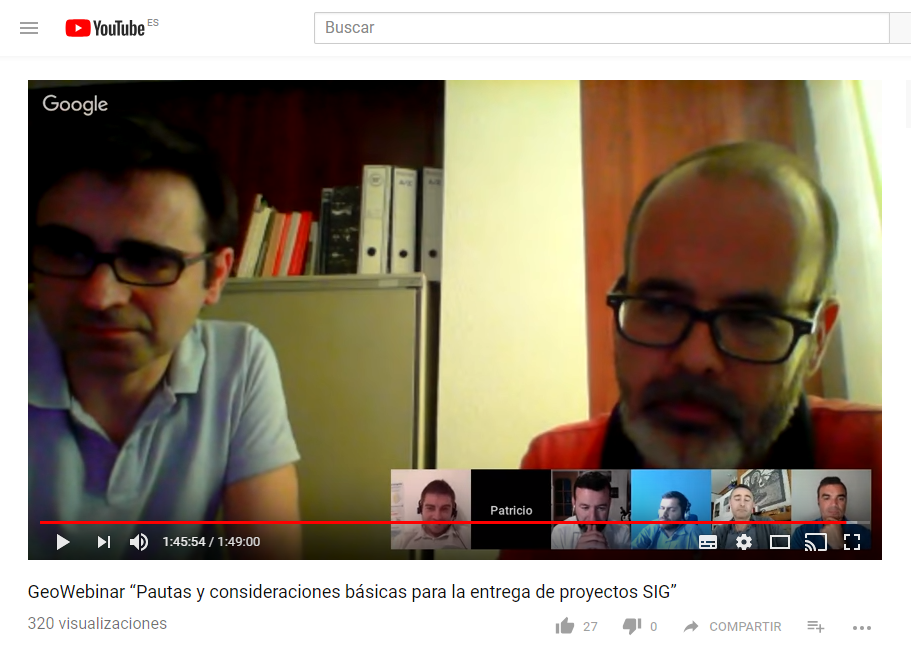 YouTube ES
Buscar
Google
Patricio
1:45:54 / 1:49:00
GeoWebinar “Pautas y consideraciones básicas para la entrega de proyectos SIG”
320 visualizaciones
27
0
COMPARTIR